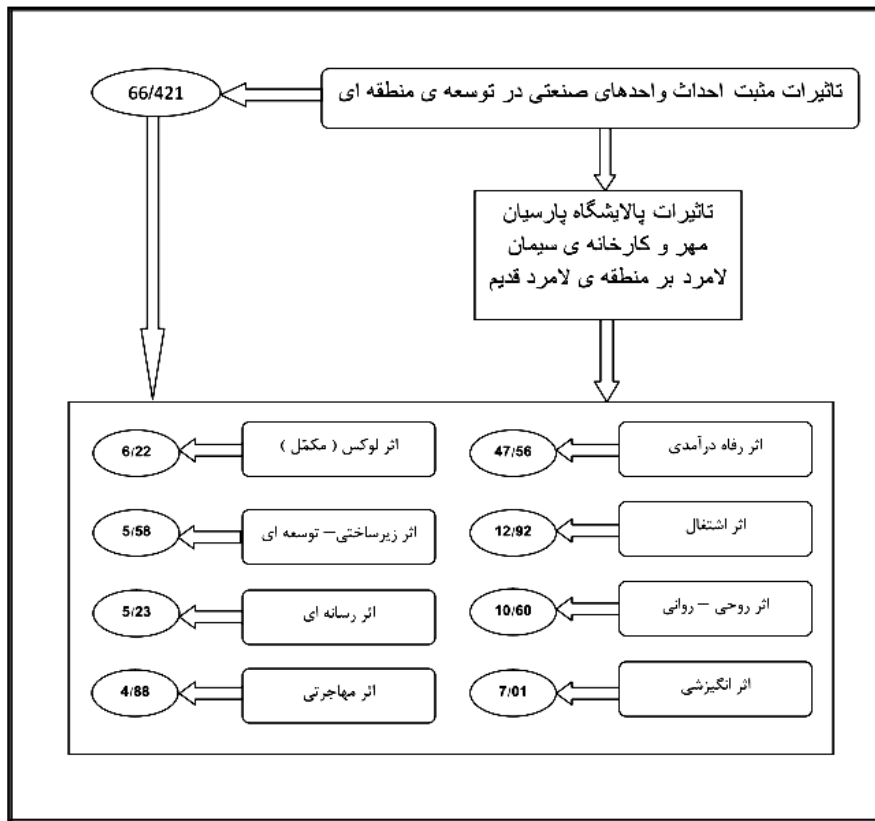 تاثیرات مثبت احداث واحدهای صنعتی در توسعه ی منطقه ای
66/421
تاثیرات پالایشگاه پارسیان
مهر و کارخانه ی سیمان
لامرد بر منطقه ی لامرد قدیم
اثر رفاه درآمدی
47/56
اثر لوکس ( مکمّل )
6/22
اثر اشتغال
12/92
اثر زیرساختی – توسعه ای
5/58
اثر روحی – روانی
10/60
اثر رسانه ای
5/23
اثر انگیزشی
7/01
اثر مهاجرتی
4/88